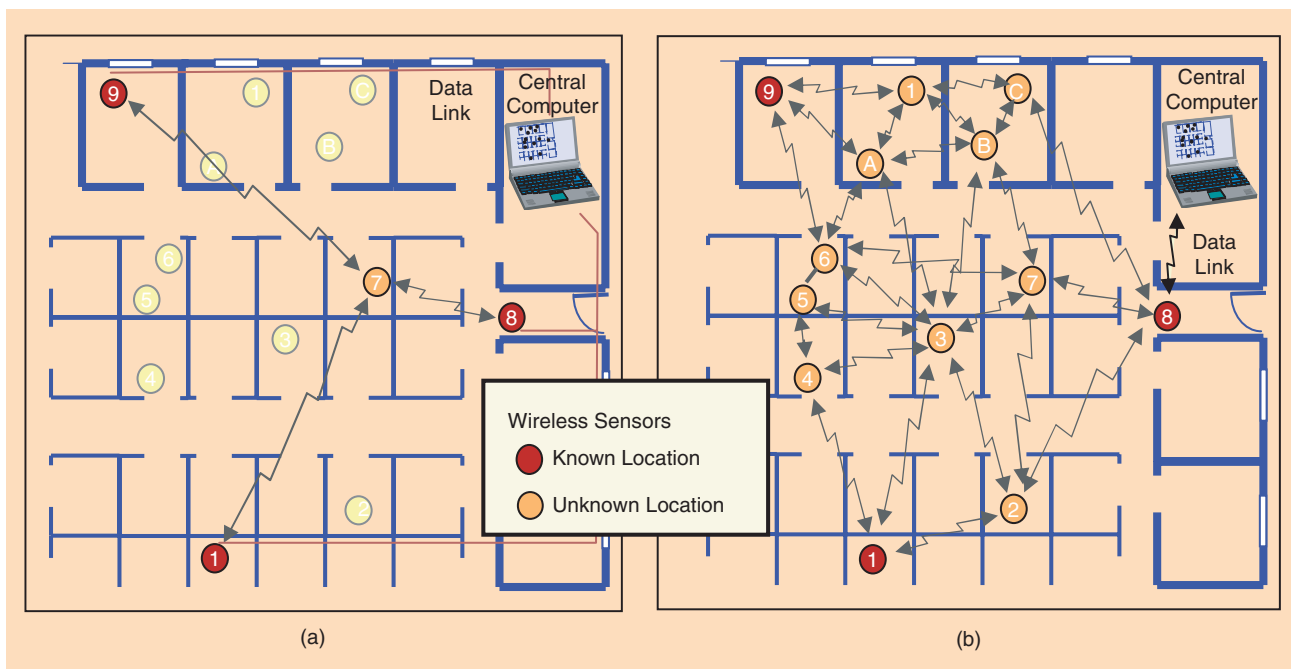 9
1
C
Data
Link
Central
Computer
B
A
6
5
7
8
3
4
2
1
(a)
Wireless Sensors
Known Location
Unknown Location
9
1
C
Central
Computer
A
B
6
7
Data
Link
5
8
3
4
2
1
(b)